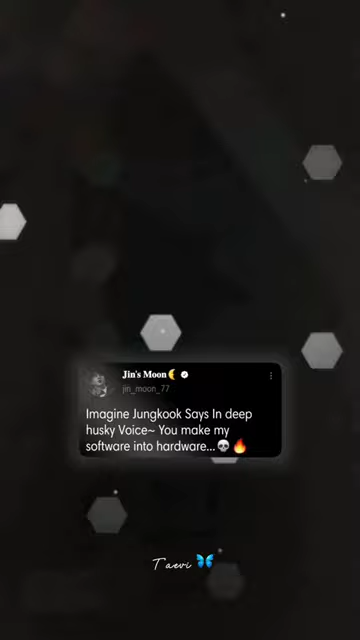 Jin's Moon🌜
jin_moon_77
Imagine Jungkook Says In deep
husky Voice~ You make my
software into hardware...💀🔥
Taevi 🦋